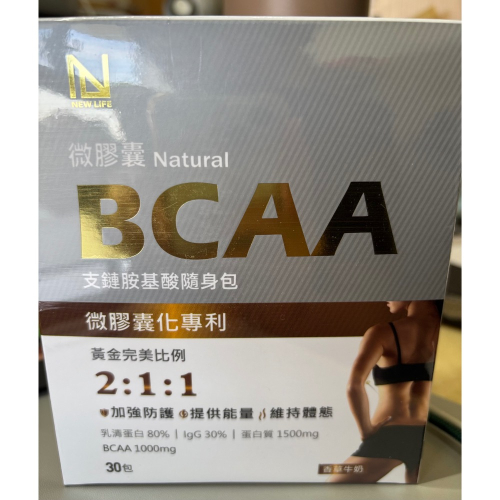 NEW LIFE
微膠囊 Natural
BCAA
支鏈胺基酸隨身包
微膠囊化專利
黃金完美比例
2:1:1
加強防護 提供能量 維持體態
乳清蛋白 80% | IgG 30% | 蛋白質 1500mg
BCAA 1000mg
30包
香草牛奶